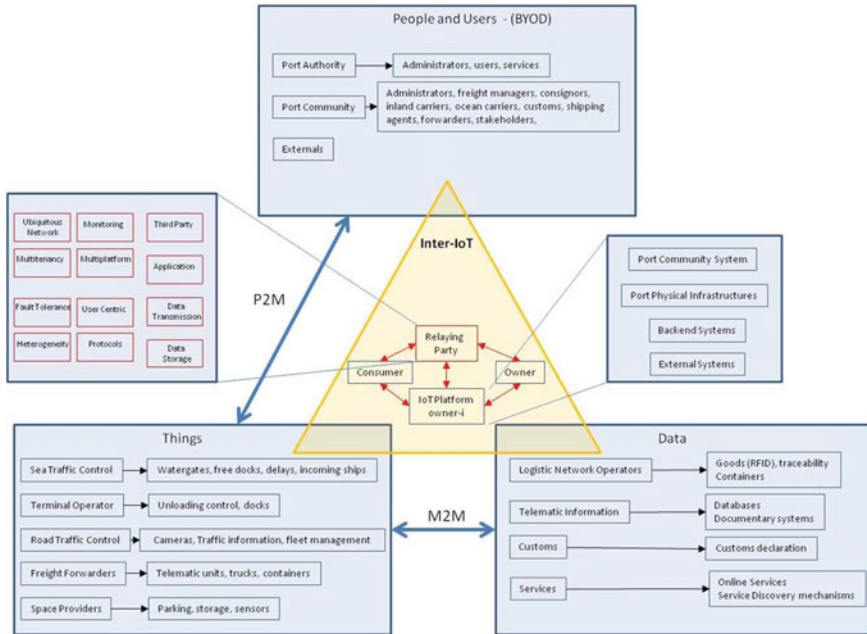 People and Users - (BYOD)
Port Authority
Administrators, users, services
Port Community
Administrators, freight managers, consignors,
inland carriers, ocean carriers, customs, shipping
agents, forwarders, stakeholders,
Externals
Ubiquitous
Network
Monitoring
Third Party
Multitenancy
Multiplatform
Application
Fault Tolerance
User Centric
Data
Transmission
Heterogeneity
Protocols
Data
Storage
P2M
Inter-IoT
Relaying
Party
Consumer
Owner
IoT Platform
owner-i
Port Community System
Port Physical Infrastructures
Backend Systems
External Systems
Things
Sea Traffic Control
Watergates, free docks, delays, incoming ships
Terminal Operator
Unloading control, docks
Road Traffic Control
Cameras, Traffic information, fleet management
Freight Forwarders
Telematic units, trucks, containers
Space Providers
Parking, storage, sensors
M2M
Data
Logistic Network Operators
Goods (RFID), traceability
Containers
Telematic Information
Databases
Documentary systems
Customs
Customs declaration
Services
Online Services
Service Discovery mechanisms